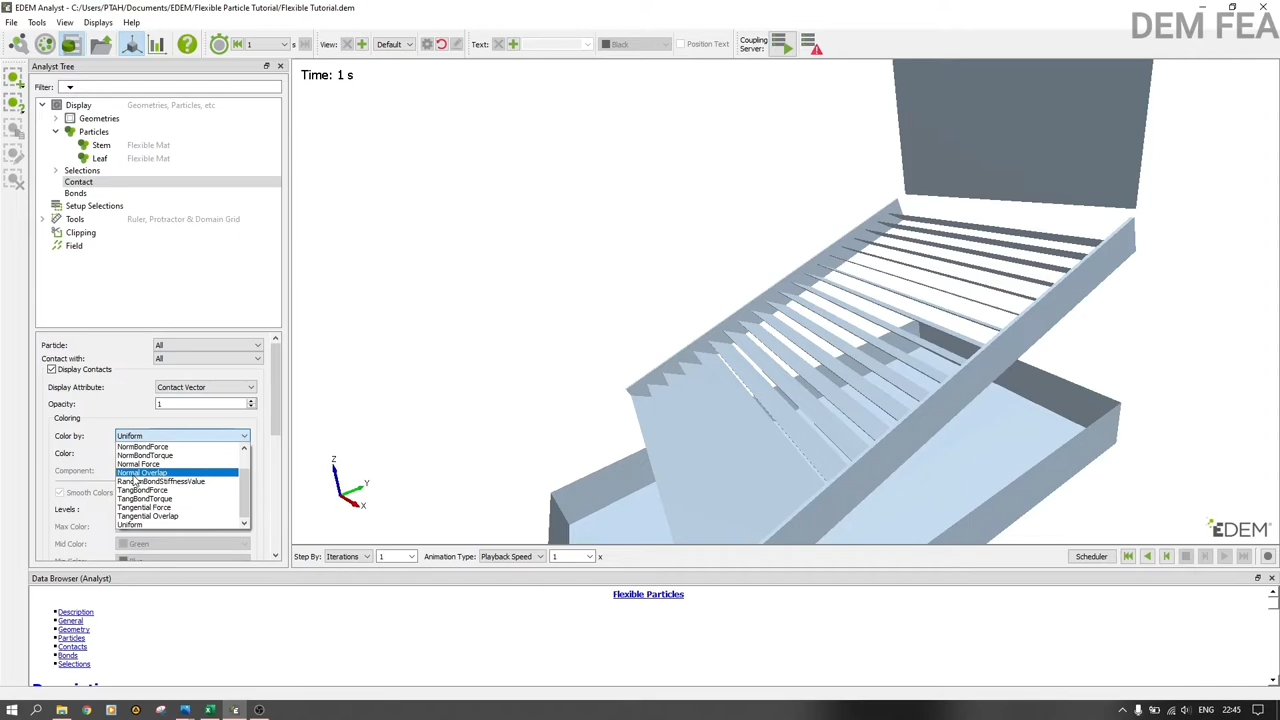 EDEM Analyst - C:/Users/PTAH/Documents/EDEM/Flexible Particle Tutorial/Flexible Tutorial.dem
DEM FEA
File Tools View Displays Help
1 s View: Default Text: Black Position Text Coupling Server:
Analyst Tree
Filter:
Display Geometries, Particles, etc
Geometries
Particles
Stem Flexible Mat
Leaf Flexible Mat
Selections
Contact
Bonds
Setup Selections
Tools Ruler, Protractor & Domain Grid
Clipping
Field
Particle: All
Contact with: All
Display Contacts
Display Attribute: Contact Vector
Opacity: 1
Coloring
Color by: Uniform
NormBondForce
Color: NormBondTorque
Normal Force
Component: Normal Overlap
RandomBondStiffnessValue
Smooth Colors TangBondForce
TangBondTorque
Levels : Tangential Force
Tangential Overlap
Max Color: Uniform
Mid Color: Green
Time: 1 s
Z
Y
X
EDEM
Step By: Iterations 1 Animation Type: Playback Speed 1 x Scheduler
Data Browser (Analyst)
Flexible Particles
Description
General
Geometry
Particles
Contacts
Bonds
Selections
ENG 22:45